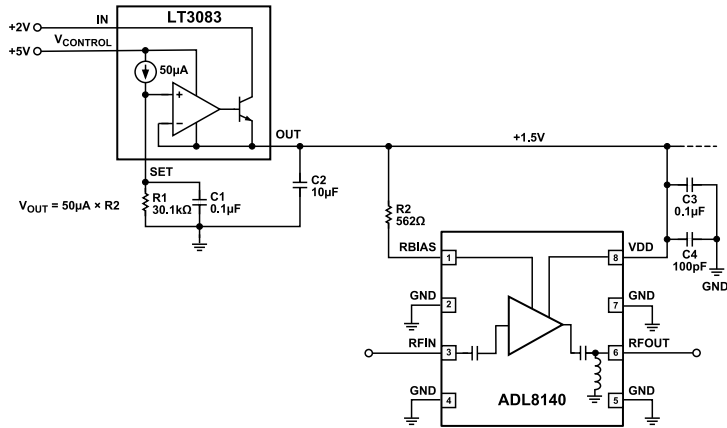 IN
LT3083
+2V
VCONTROL
+5V
50µA
+
−
OUT
+1.5V
SET
R1
30.1kΩ
C1
0.1µF
C2
10µF
VOUT = 50µA × R2
R2
562Ω
C3
0.1µF
C4
100pF
GND
RBIAS
1
8
VDD
GND
2
7
GND
RFIN
3
6
RFOUT
GND
4
5
GND
ADL8140